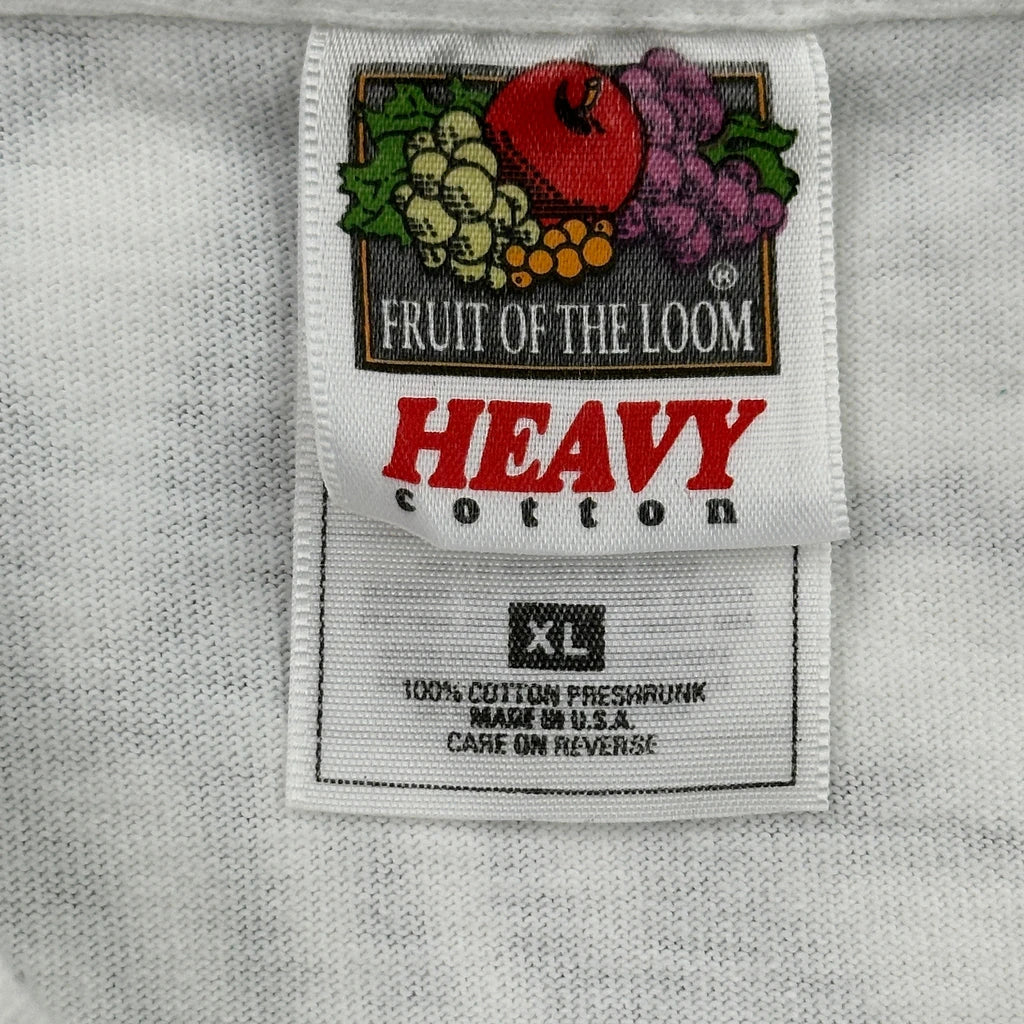 ®
FRUIT OF THE LOOM
HEAVY
cotton
XL
100% COTTON PRESHRUNK
MADE IN U.S.A.
CARE ON REVERSE